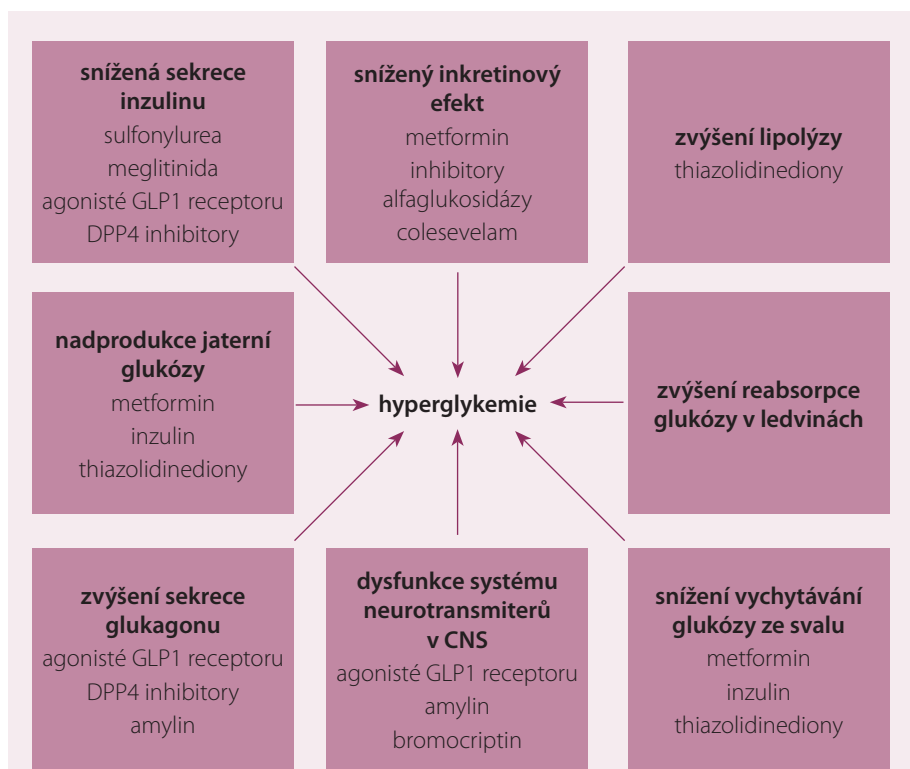 snížená sekrece
inzulinu
sulfonylurea
meglitinida
agonisté GLP1 receptoru
DPP4 inhibitory
snížený inkretinový
efekt
metformin
inhibitory
alfaglukosidázy
colesevelam
zvýšení lipolýzy
thiazolidinediony
nadprodukce jaterní
glukózy
metformin
inzulin
thiazolidinediony
hyperglykemie
zvýšení reabsorpce
glukózy v ledvinách
zvýšení sekrece
glukagonu
agonisté GLP1 receptoru
DPP4 inhibitory
amylin
dysfunkce systému
neurotransmiterů
v CNS
agonisté GLP1 receptoru
amylin
bromocriptin
snížení vychytávání
glukózy ze svalu
metformin
inzulin
thiazolidinediony